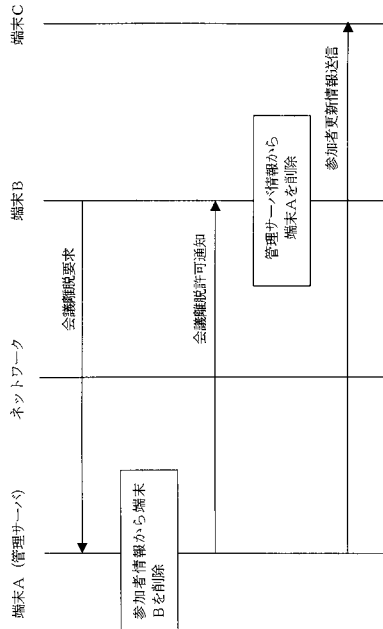 端末A (管理サーバ)
ネットワーク
端末B
端末C
会議離脱要求
参加者情報から端末
Bを削除
会議離脱許可通知
管理サーバ情報から
端末Aを削除
参加者更新情報送信